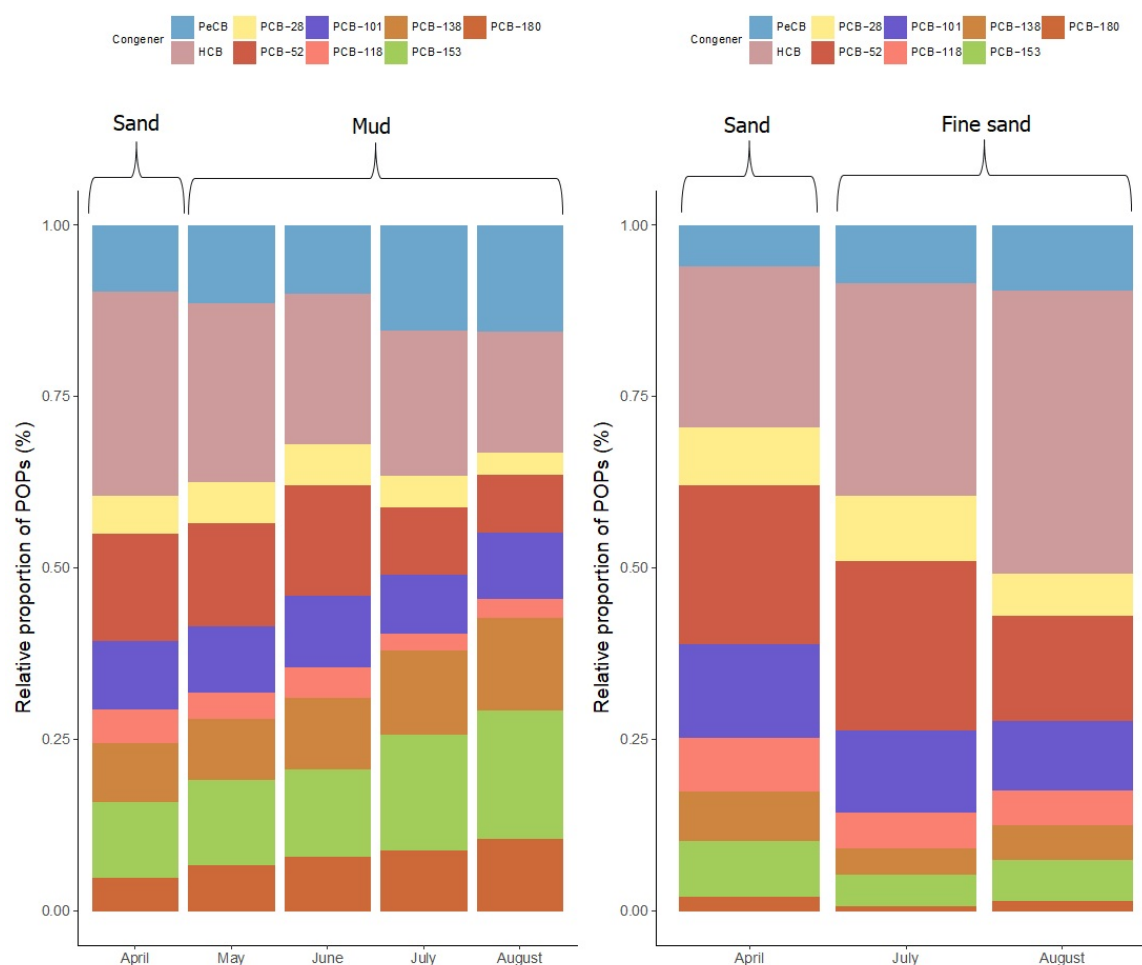 Congener PeCB PCB-28 PCB-101 PCB-138 PCB-180
HCB PCB-52 PCB-118 PCB-153
Sand Mud
1.00
0.75
0.50
0.25
0.00
Relative proportion of POPs (%)
April May June July August
Congener PeCB PCB-28 PCB-101 PCB-138 PCB-180
HCB PCB-52 PCB-118 PCB-153
Sand Fine sand
1.00
0.75
0.50
0.25
0.00
Relative proportion of POPs (%)
April July August